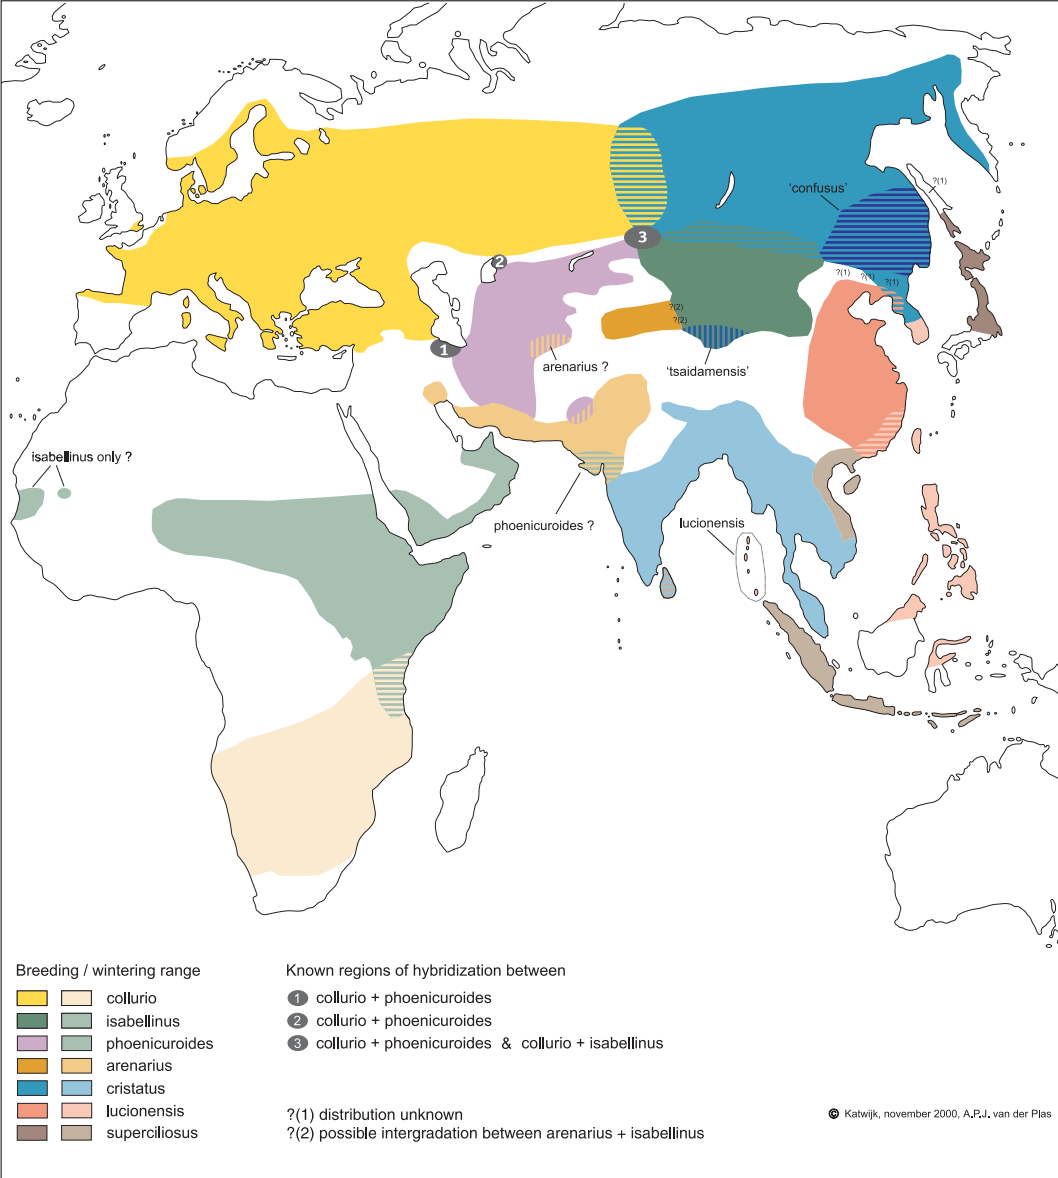 'confusus'
?(1)
3
2
?(1)
?(1)
?(1)
?(2)
?(2)
1
arenarius ?
'tsaidamensis'
isabellinus only ?
phoenicuroides ?
lucionensis
Breeding / wintering range
collurio
isabellinus
phoenicuroides
arenarius
cristatus
lucionensis
superciliosus
Known regions of hybridization between
1 collurio + phoenicuroides
2 collurio + phoenicuroides
3 collurio + phoenicuroides & collurio + isabellinus
?(1) distribution unknown
?(2) possible intergradation between arenarius + isabellinus
© Katwijk, november 2000, A.P.J. van der Plas